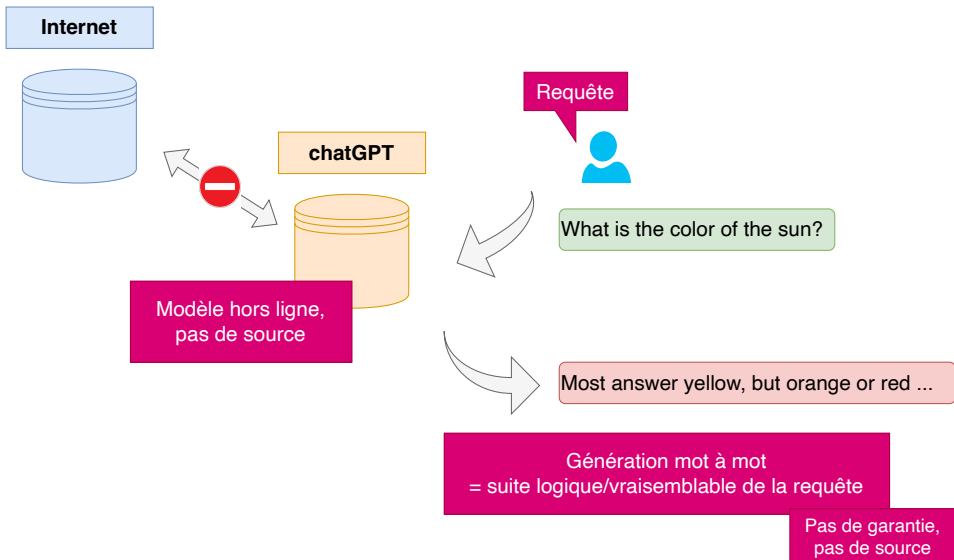 Internet
Requête
chatGPT
What is the color of the sun?
Modèle hors ligne,
pas de source
Most answer yellow, but orange or red ...
Génération mot à mot
= suite logique/vraisemblable de la requête
Pas de garantie,
pas de source